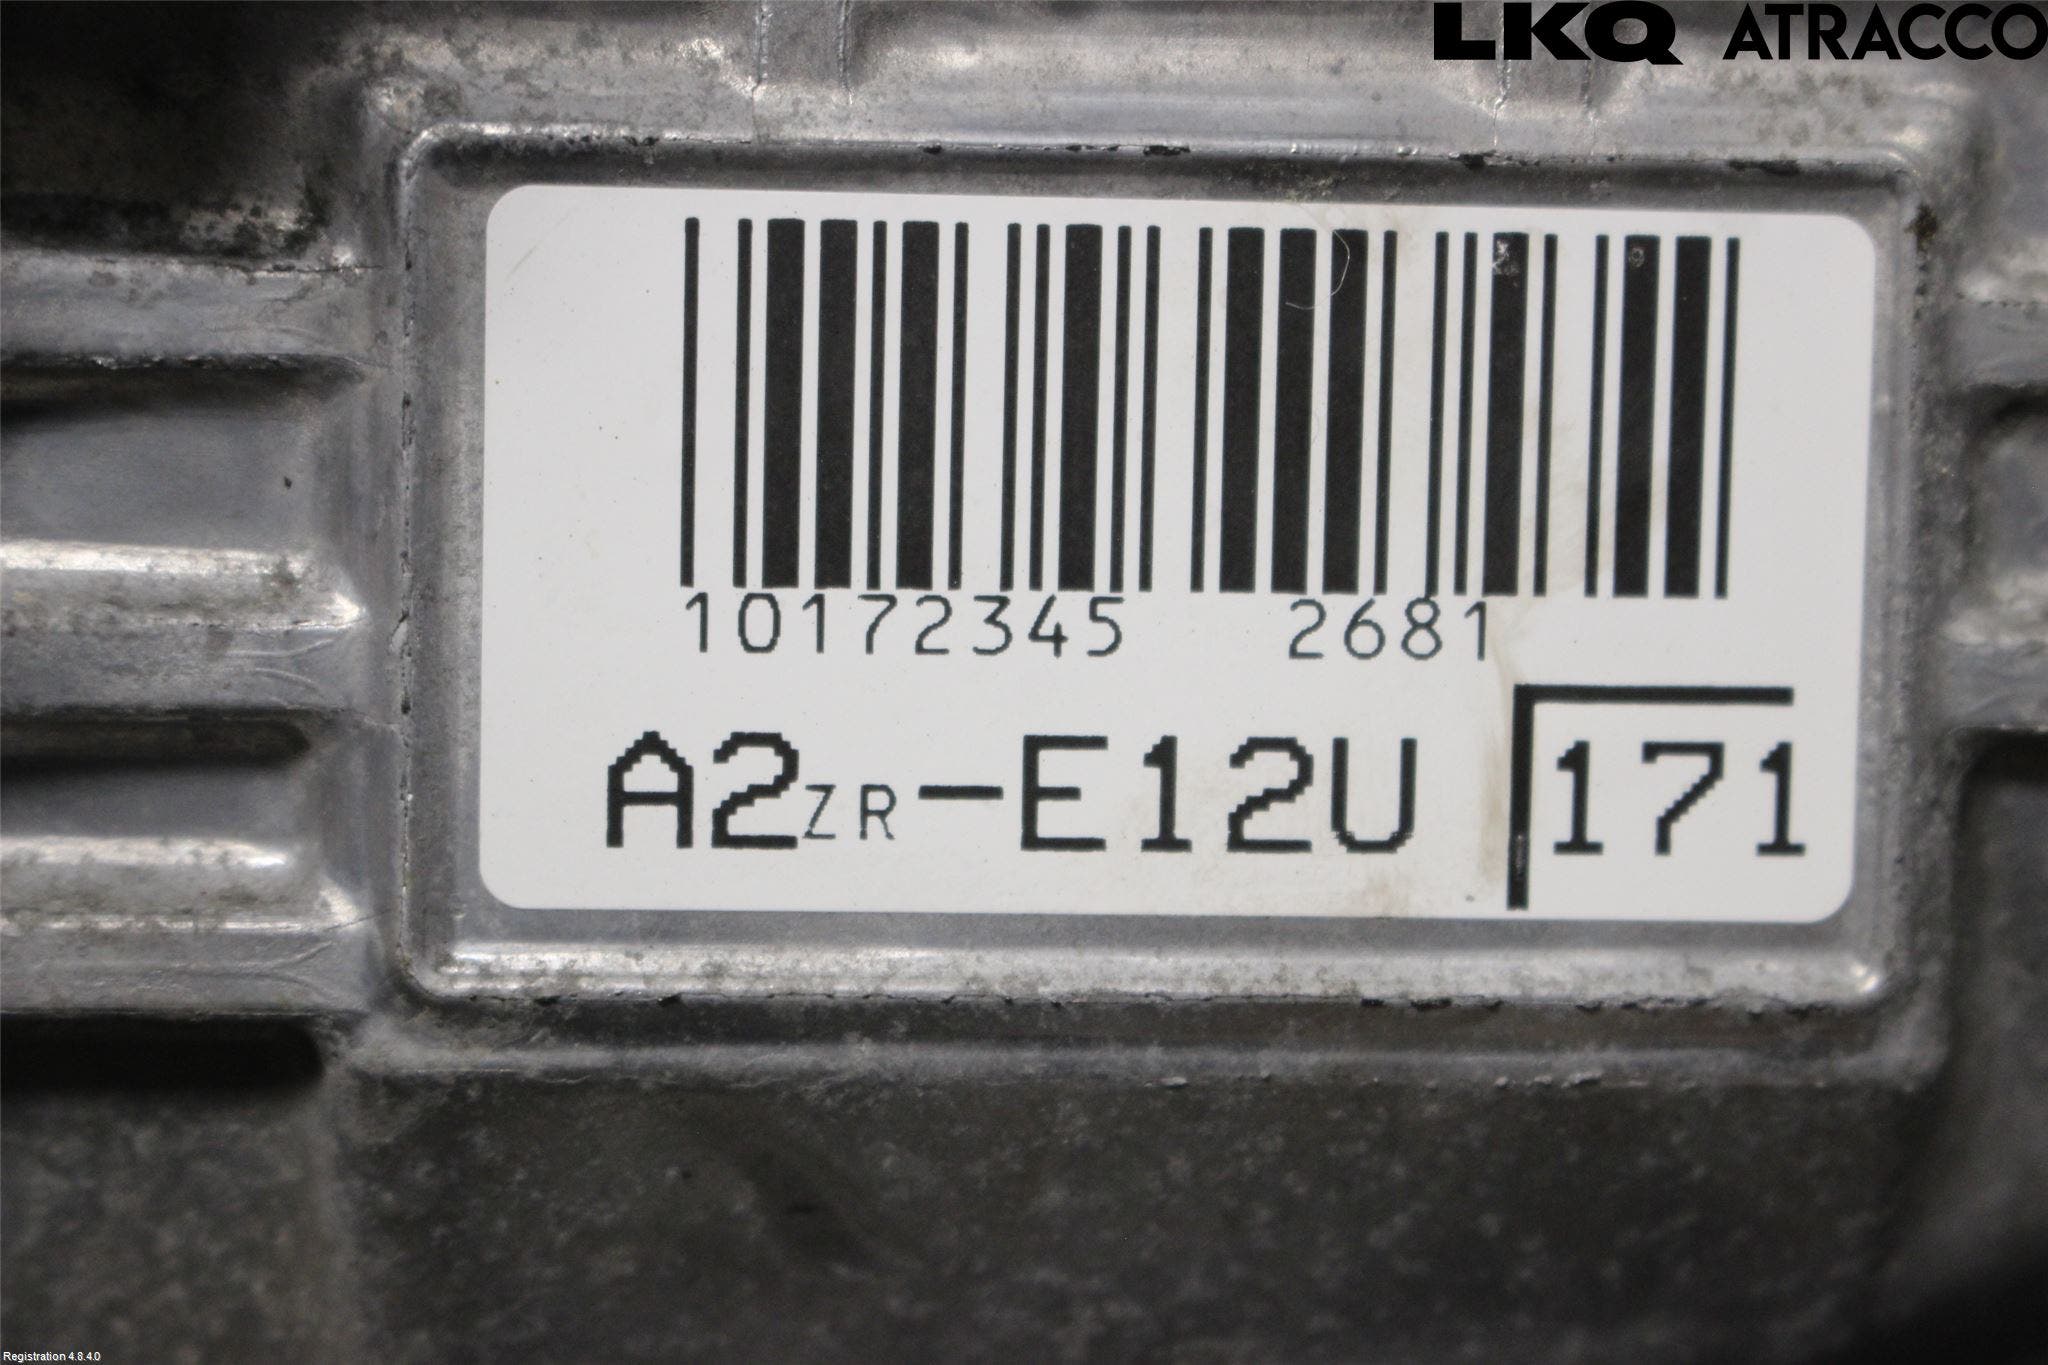 LKQ ATRACCO
10172345 2681
A2ZR-E12U 171
Registration 4.8.4.0